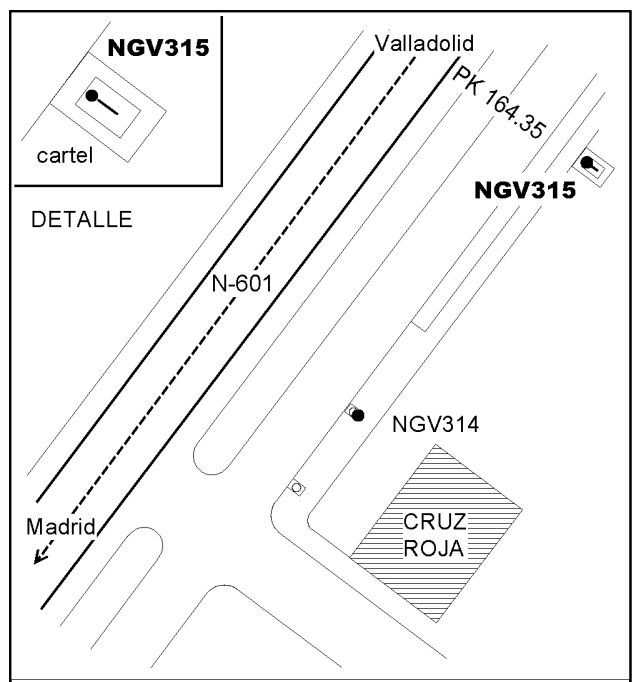 NGV315
cartel
DETALLE
Valladolid
PK 164.35
NGV315
N-601
NGV314
CRUZ
ROJA
Madrid